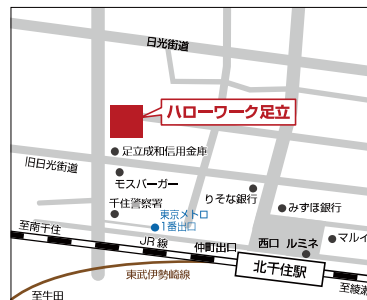 日光街道
ハローワーク足立
足立成和信用金庫
旧日光街道
モスバーガー
りそな銀行
千住警察署
みずほ銀行
東京メトロ
1番出口
至南千住
JR線
仲町出口
西口 ルミネ
マルイ
北千住駅
東武伊勢崎線
至綾瀬
至牛田